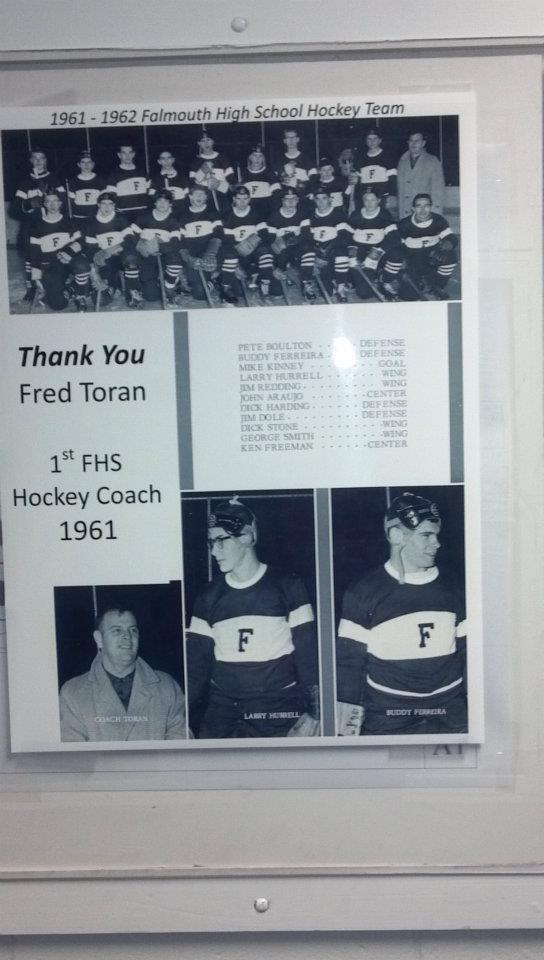 1961 - 1962 Falmouth High School Hockey Team
F F F
F F
F F F F F F F F F
Thank You
Fred Toran
1st FHS
Hockey Coach
1961
PETE BOULTON - - - - - DEFENSE
BUDDY FERREIRA - - - DEFENSE
MIKE KINNEY - - - - - - - GOAL
LARRY HURRELL - - - - - - WING
JIM REDDING - - - - - - - - WING
JOHN ARAUJO - - - - - - - CENTER
DICK HARDING - - - - - - DEFENSE
JIM DOLE - - - - - - - - - DEFENSE
DICK STONE - - - - - - - - - WING
GEORGE SMITH - - - - - - - WING
KEN FREEMAN - - - - - - - CENTER
F
F
COACH TORAN
LARRY HURRELL
BUDDY FERREIRA